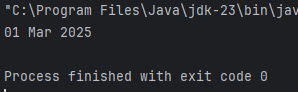 "C:\Program Files\Java\jdk-23\bin\jav
01 Mar 2025
Process finished with exit code 0